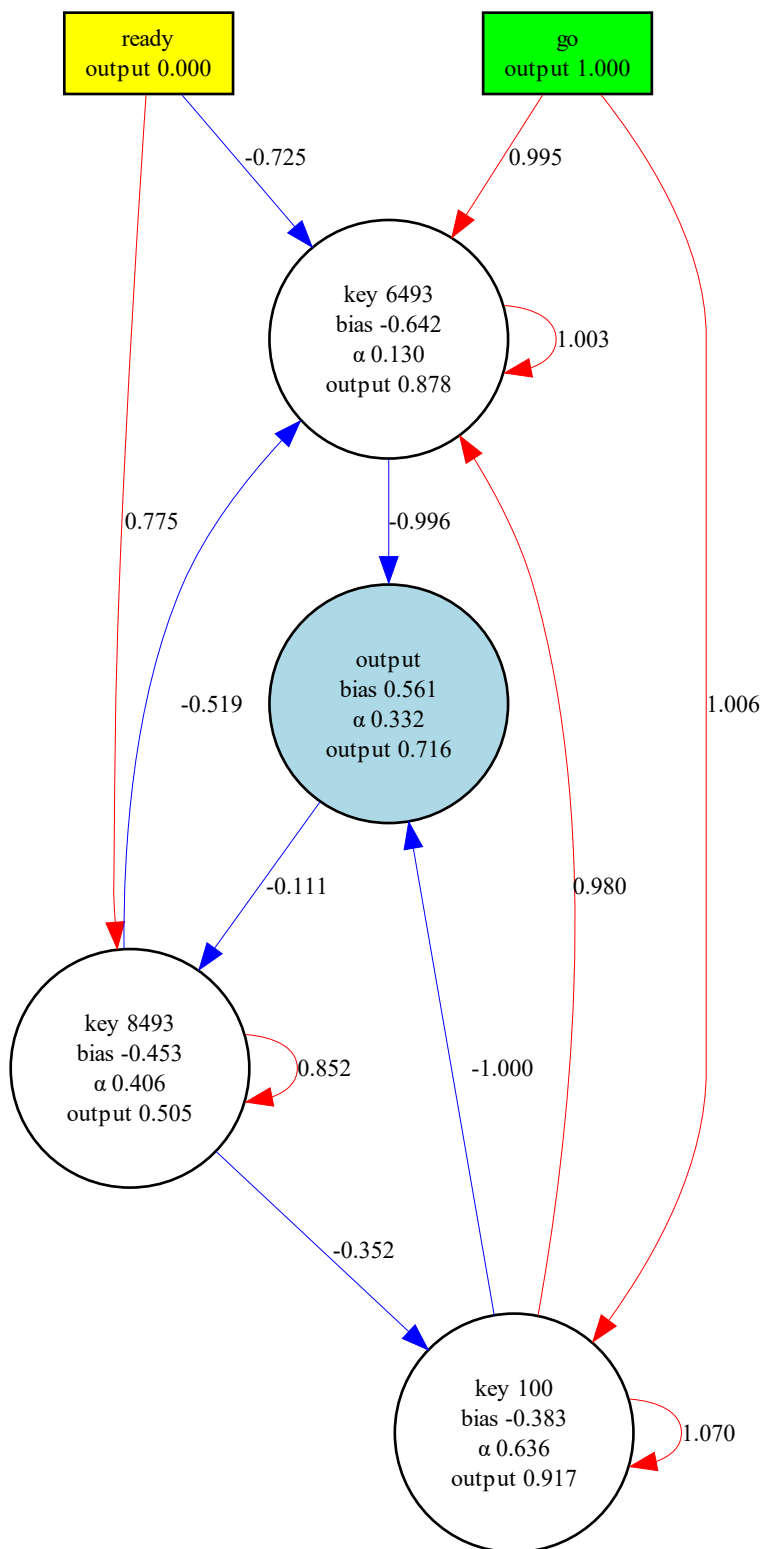 ready
output 0.000
go
output 1.000
-0.725
0.995
key 6493
bias -0.642
α 0.130
output 0.878
1.003
0.775
-0.996
output
bias 0.561
α 0.332
output 0.716
-0.519
1.006
-0.111
0.980
key 8493
bias -0.453
α 0.406
output 0.505
0.852
-1.000
-0.352
key 100
bias -0.383
α 0.636
output 0.917
1.070